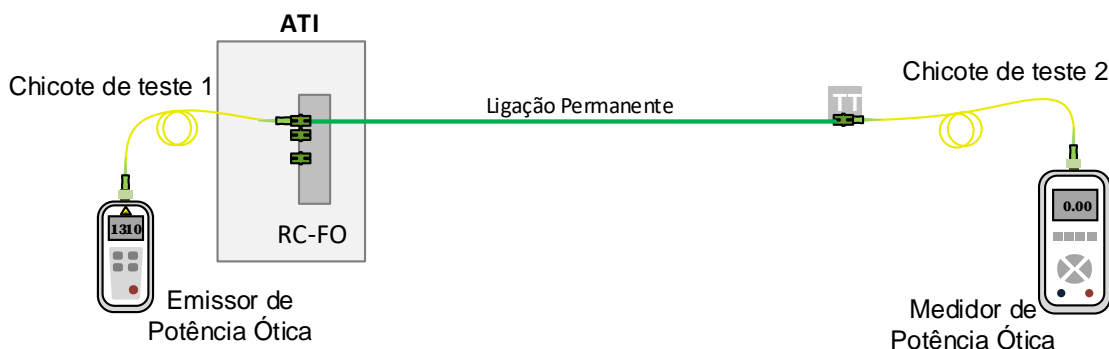 ATI
Chicote de teste 1
Chicote de teste 2
TT
Ligação Permanente
1310
0.00
RC-FO
Emissor de
Potência Ótica
Medidor de
Potência Ótica